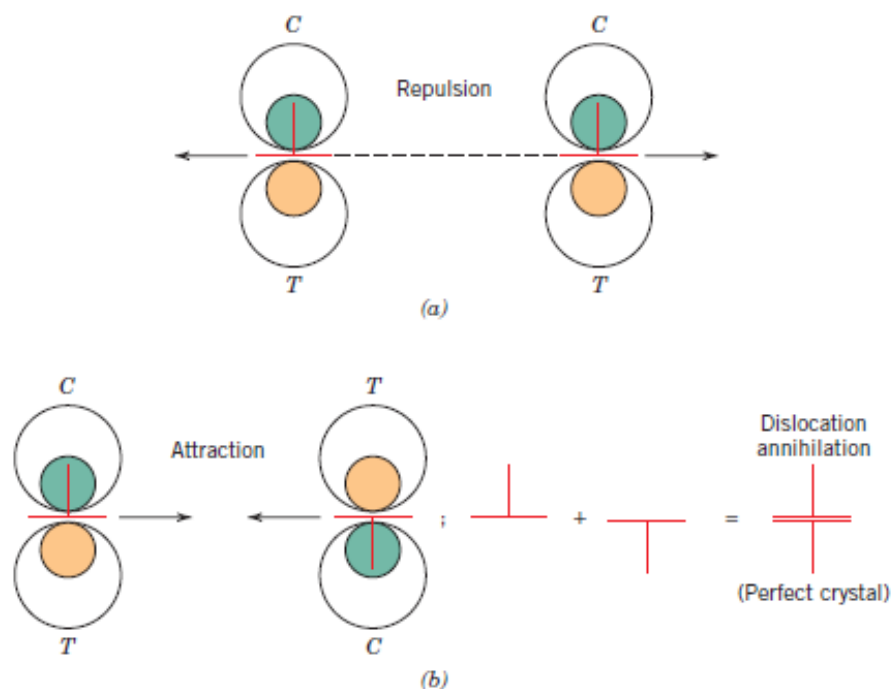 C C
Repulsion
T T
(a)
C T
Attraction
Dislocation
annihilation
; + =
(Perfect crystal)
T C
(b)